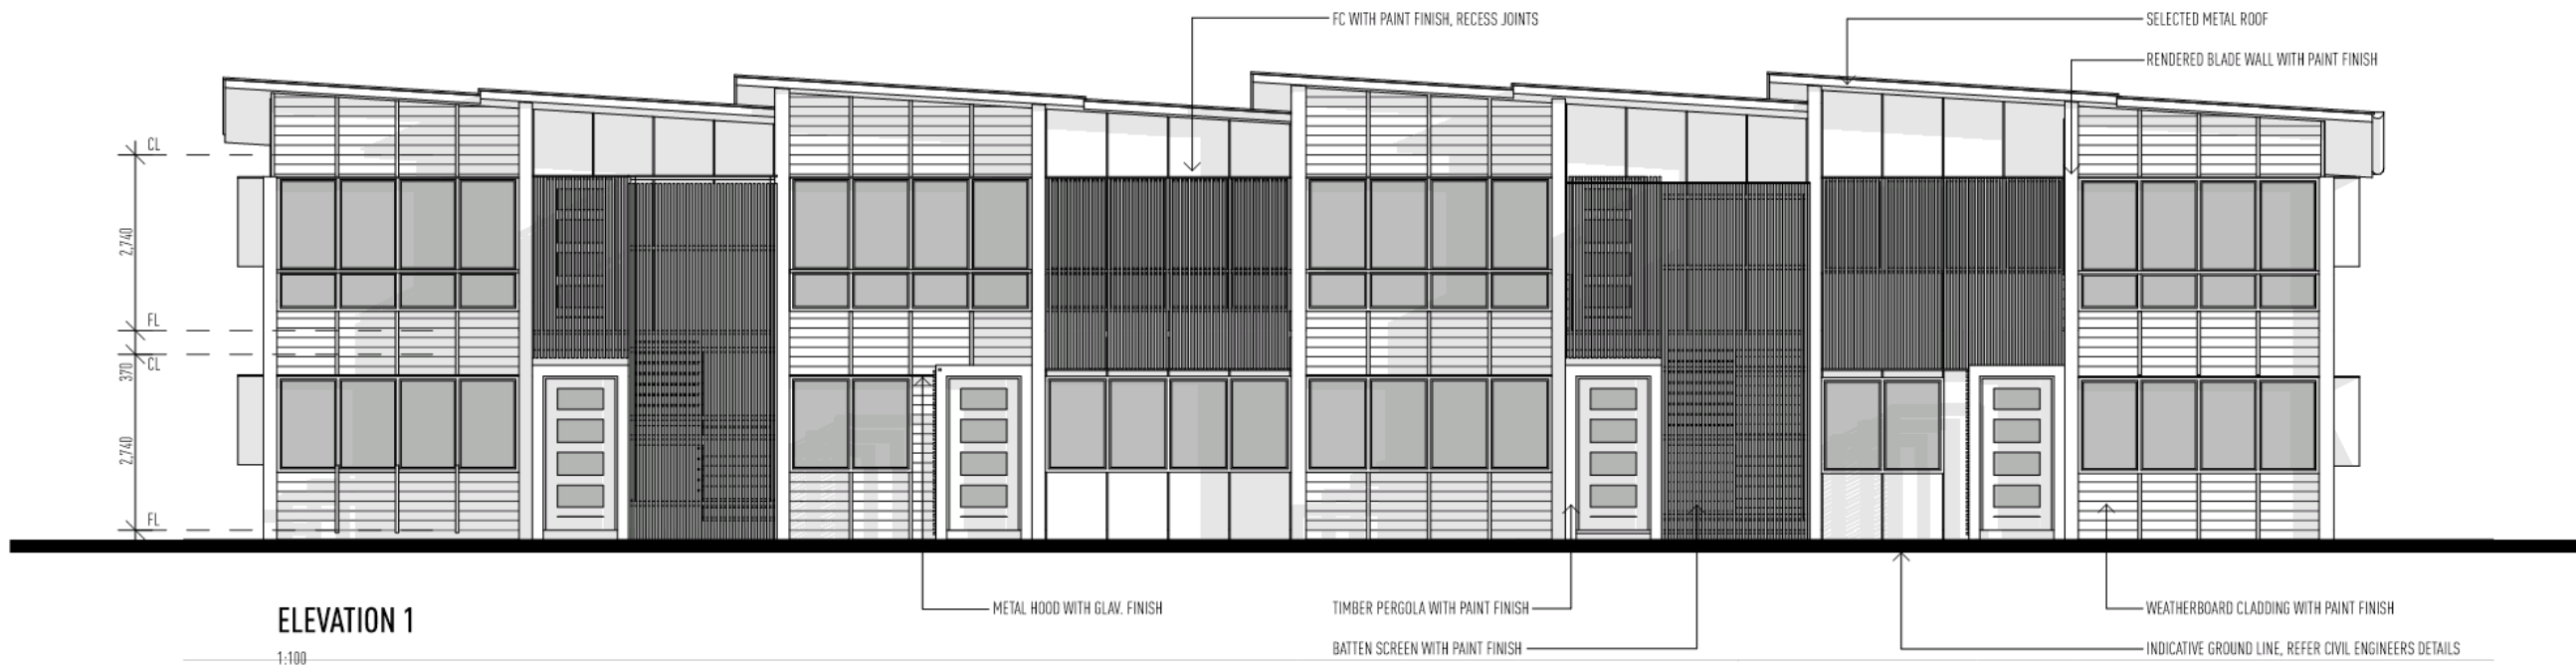 FC WITH PAINT FINISH, RECESS JOINTS
SELECTED METAL ROOF
RENDERED BLADE WALL WITH PAINT FINISH
CL
2,740
FL
370
CL
2,740
FL
METAL HOOD WITH GLAV. FINISH
TIMBER PERGOLA WITH PAINT FINISH
WEATHERBOARD CLADDING WITH PAINT FINISH
ELEVATION 1
BATTEN SCREEN WITH PAINT FINISH
INDICATIVE GROUND LINE, REFER CIVIL ENGINEERS DETAILS
1:100